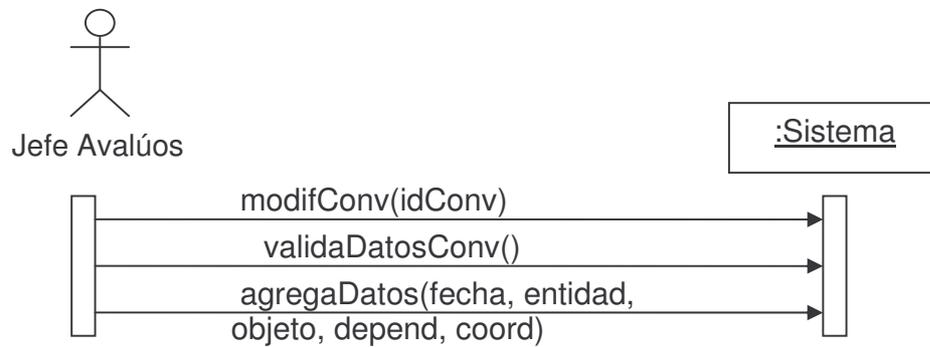 Jefe Avalúos
:Sistema
modifConv(idConv)
validaDatosConv()
agregaDatos(fecha, entidad,
objeto, depend, coord)